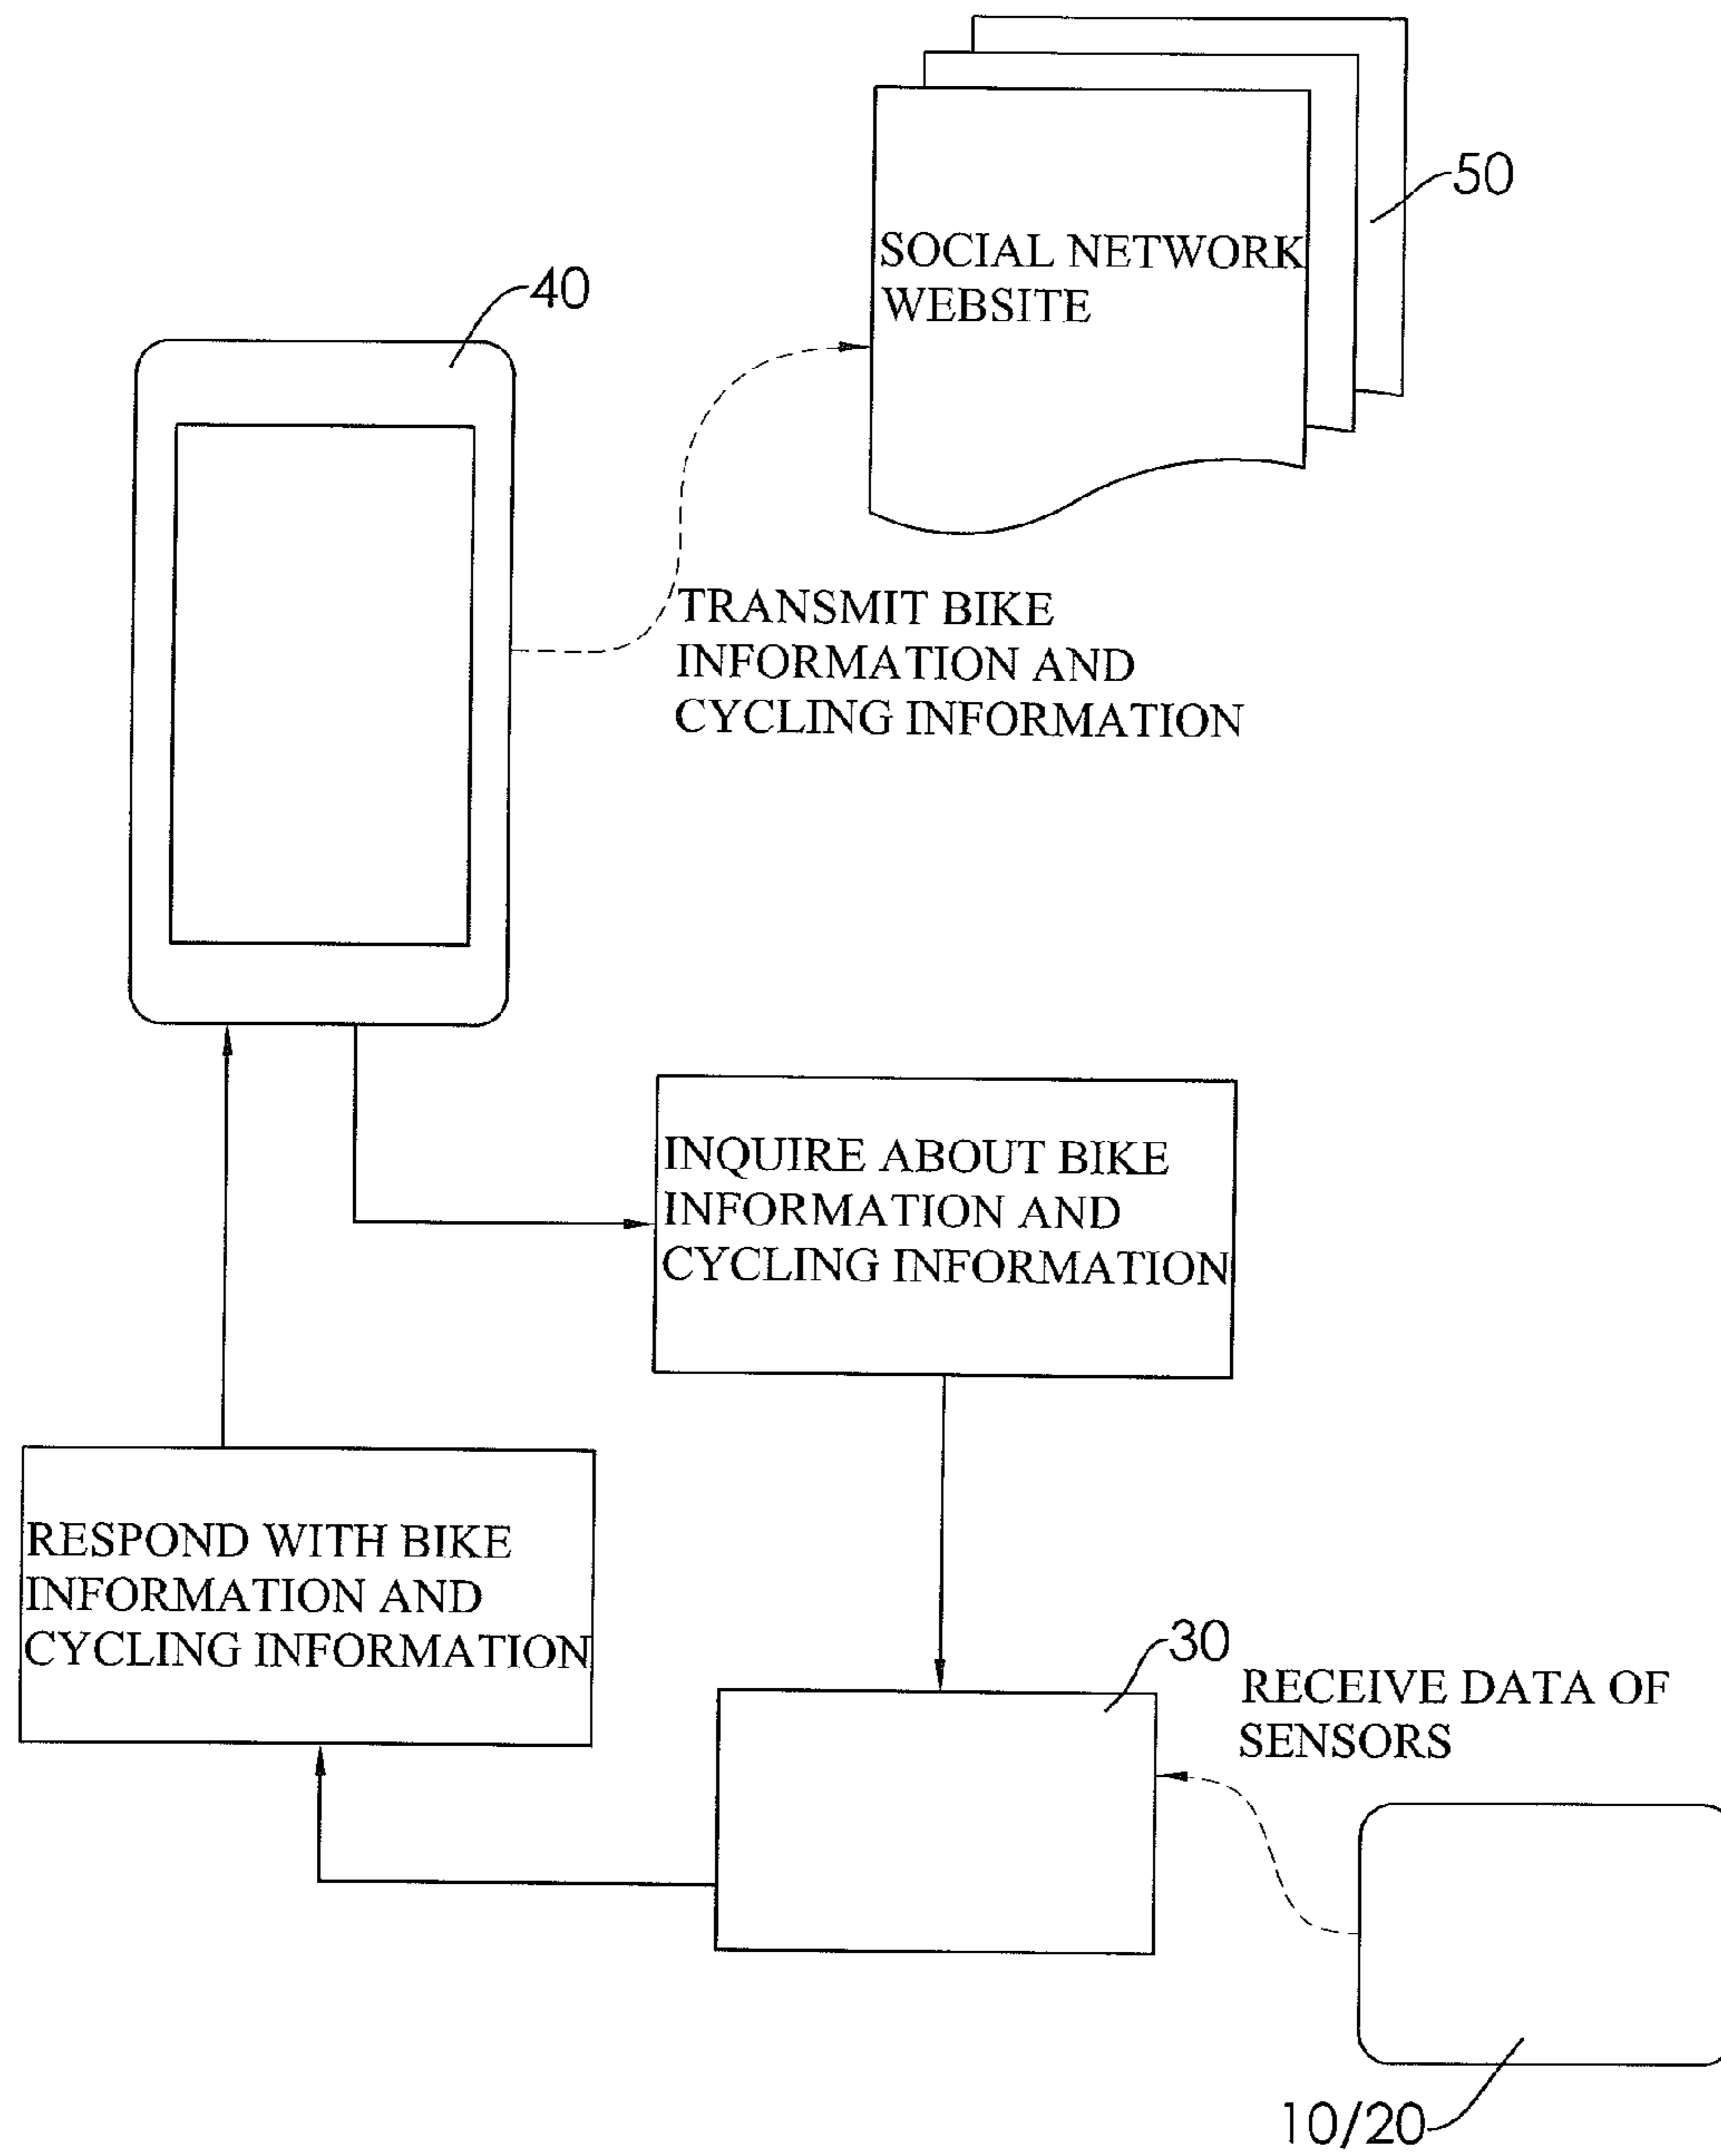 50
SOCIAL NETWORK
WEBSITE
40
TRANSMIT BIKE
INFORMATION AND
CYCLING INFORMATION
INQUIRE ABOUT BIKE
INFORMATION AND
CYCLING INFORMATION
RESPOND WITH BIKE
INFORMATION AND
CYCLING INFORMATION
30
RECEIVE DATA OF
SENSORS
10/20